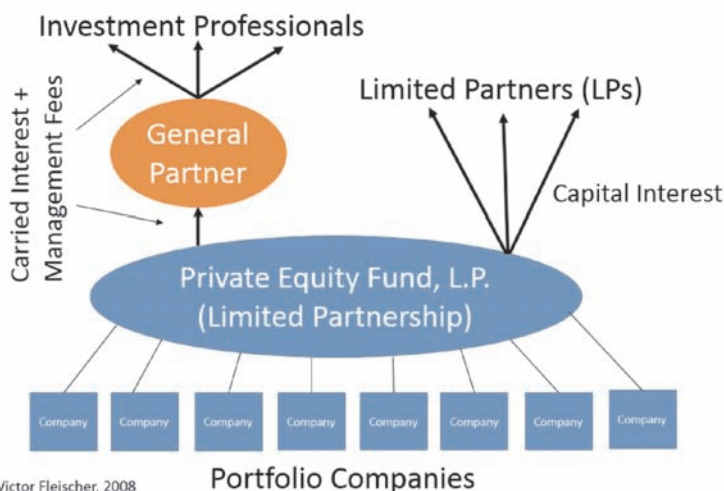 Investment Professionals
Carried Interest +
Management Fees
General
Partner
Limited Partners (LPs)
Capital Interest
Private Equity Fund, L.P.
(Limited Partnership)
Company
Company
Company
Company
Company
Company
Company
Company
Victor Fleischer, 2008
Portfolio Companies